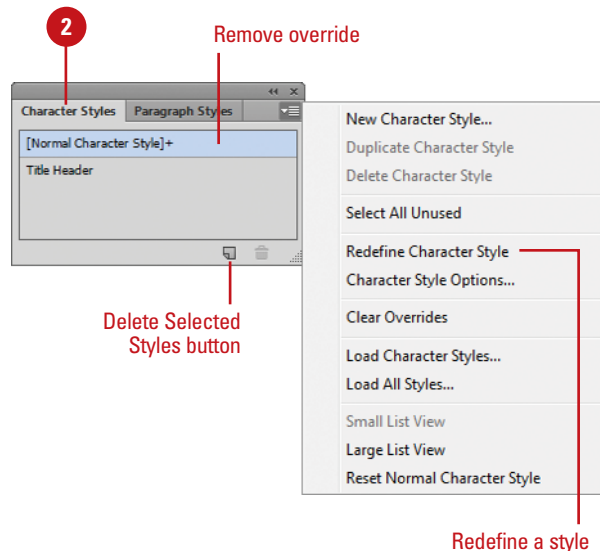 2
Remove override
Character Styles
Paragraph Styles
[Normal Character Style]+
Title Header
Delete Selected
Styles button
New Character Style...
Duplicate Character Style
Delete Character Style
Select All Unused
Redefine Character Style
Character Style Options...
Clear Overrides
Load Character Styles...
Load All Styles...
Small List View
Large List View
Reset Normal Character Style
Redefine a style